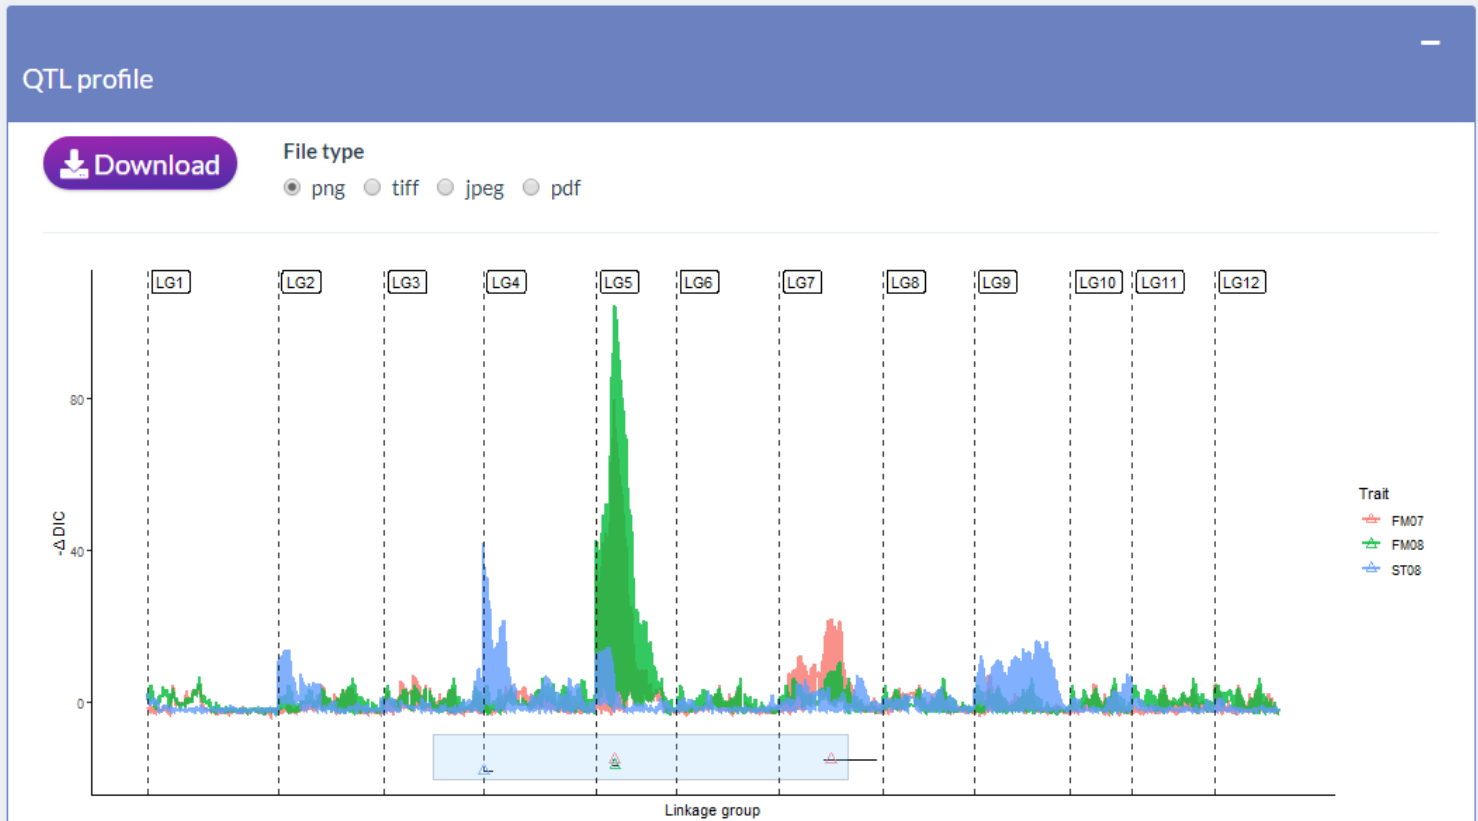 QTL profile
Download
File type
png tiff jpeg pdf
LG1 LG2 LG3 LG4 LG5 LG6 LG7 LG8 LG9 LG10 LG11 LG12
80
40
0
-Δ DIC
Trait
FM07
FM08
ST08
Linkage group